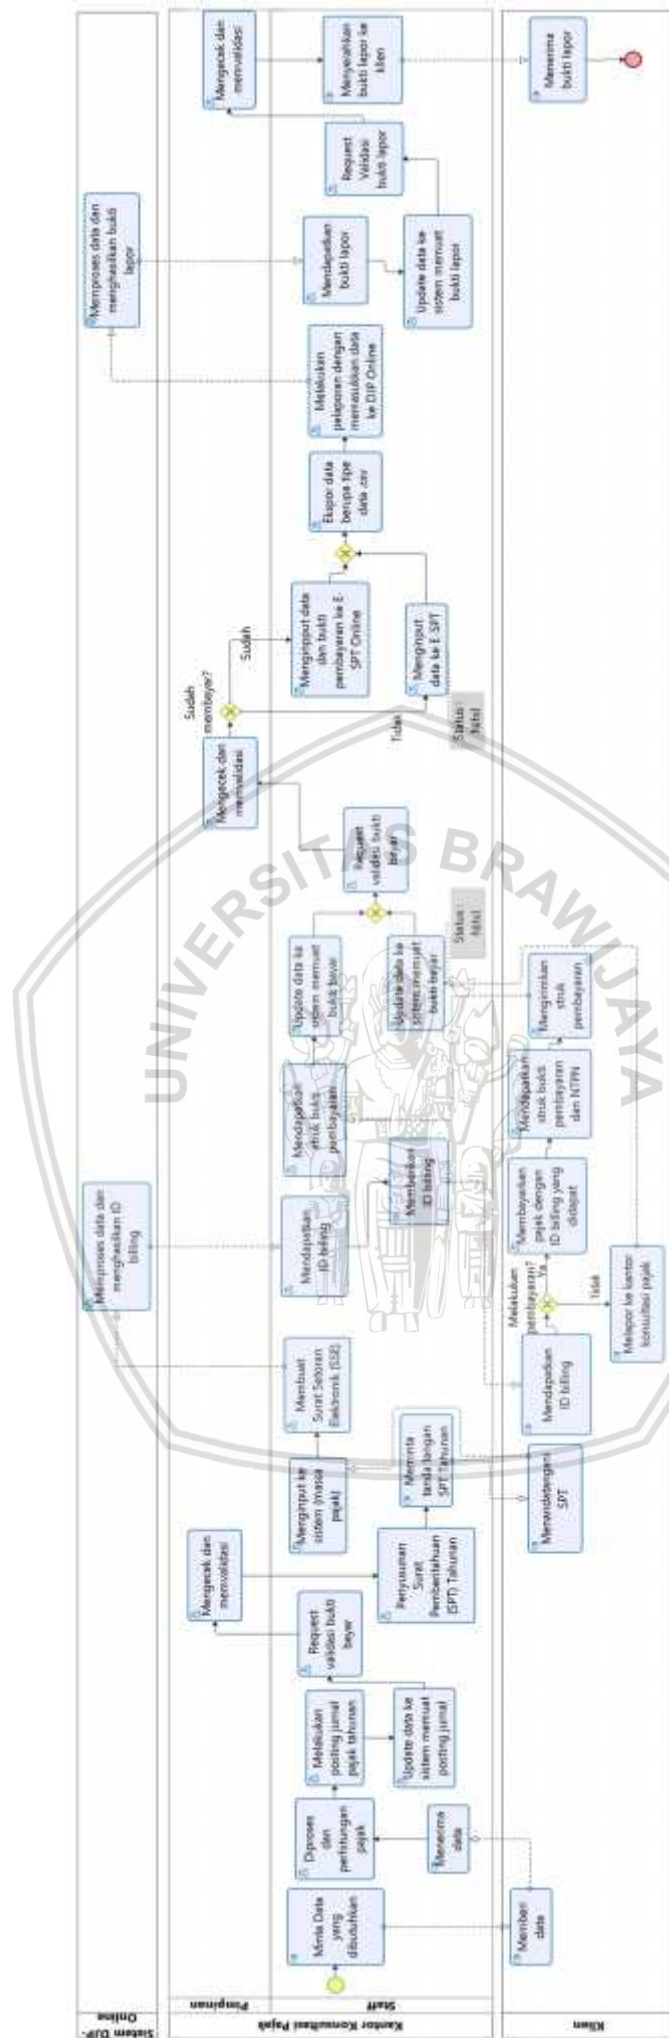 Sistem DJP-
Online
Kantor Konsultasi Pajak
Pimpinan
Staff
Klien
Minta Data
yang
dibutuhkan
Memberi
data
Menerima
data
Diproses
dan
perhitungan
pajak
Melakukan
posting jurnal
pajak tahunan
Update data ke
sistem memuat
posting jurnal
Request
validasi bukti
bayar
Mengecek dan
memvalidasi
Penyusunan
Surat
Pemberitahuan
(SPT) Tahunan
Meminta
tanda tangan
SPT Tahunan
Menandatangani
SPT
Menginput ke
sistem (massa
pajak)
Membuat
Surat Setoran
Elektronik (SSE)
Memproses data dan
menghasilkan ID
billing
Mendapatkan
ID billing
Memberikan
ID billing
Mendapatkan
ID billing
Melakukan
pembayaran?
Ya
Tidak
Melapor ke kantor
konsultasi pajak
Membayarkan
pajak dengan
ID billing yang
didapat
Mendapatkan
struk bukti
pembayaran
dan NTPN
Mengirimkan
struk
pembayaran
Mendapatkan
struk bukti
pembayaran
Update data ke
sistem memuat
bukti bayar
Update data ke
sistem memuat
bukti bayar
Status :
Nihil
Request
validasi bukti
bayar
Mengecek dan
memvalidasi
Sudah
membayar?
Sudah
Tidak
Status :
Nihil
Menginpput data
dan bukti
pembayaran ke E-
SPT Online
Menginput
data ke E-SPT
Ekspor data
berupa tipe
data .csv
Melakukan
pelaporan dengan
memasukkan data
ke DJP Online
Memproses data dan
menghasilkan bukti
lapor
Mendapatkan
bukti lapor
Update data ke
sistem memuat
bukti lapor
Request
Validasi
bukti lapor
Mengecek dan
memvalidasi
Menyerahkan
bukti lapor ke
klien
Menerima
bukti lapor
UNIVERSITAS BRAWIJAYA